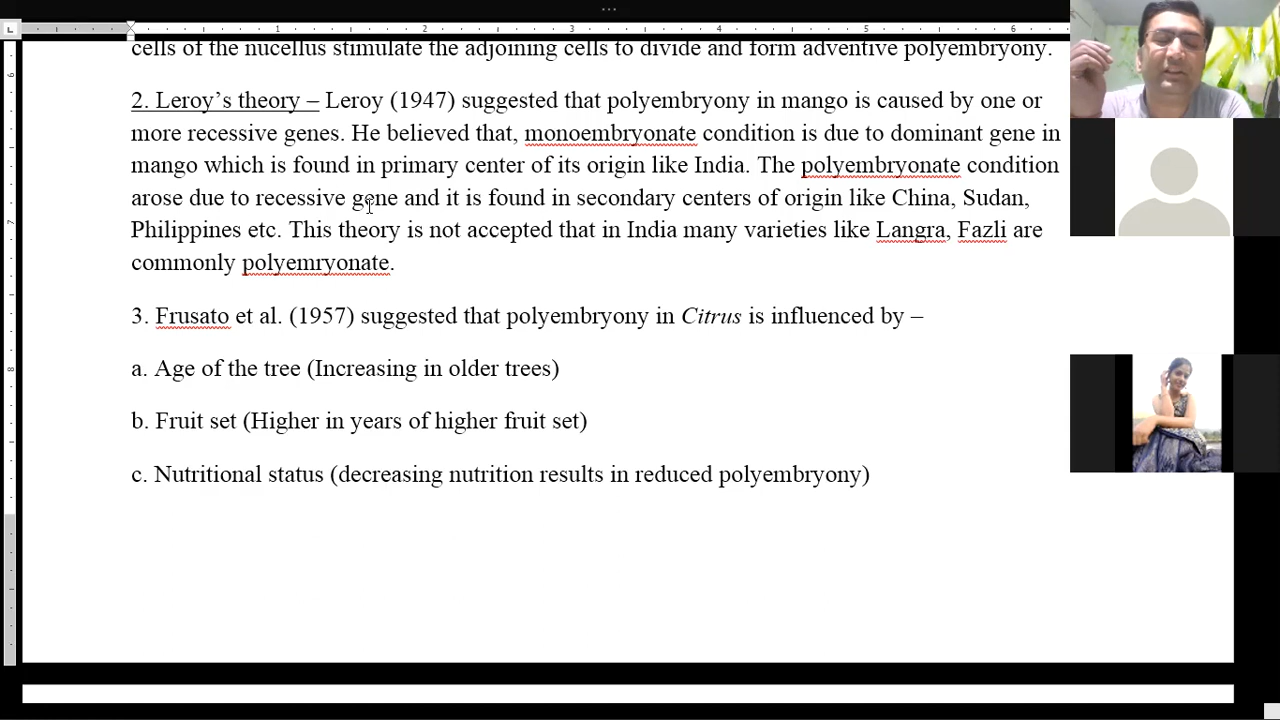 cells of the nucellus stimulate the adjoining cells to divide and form adventive polyembryony.
2. Leroy’s theory – Leroy (1947) suggested that polyembryony in mango is caused by one or
more recessive genes. He believed that, monoembryonate condition is due to dominant gene in
mango which is found in primary center of its origin like India. The polyembryonate condition
arose due to recessive gene and it is found in secondary centers of origin like China, Sudan,
Philippines etc. This theory is not accepted that in India many varieties like Langra, Fazli are
commonly polyemryonate.
3. Frusato et al. (1957) suggested that polyembryony in Citrus is influenced by –
a. Age of the tree (Increasing in older trees)
b. Fruit set (Higher in years of higher fruit set)
c. Nutritional status (decreasing nutrition results in reduced polyembryony)